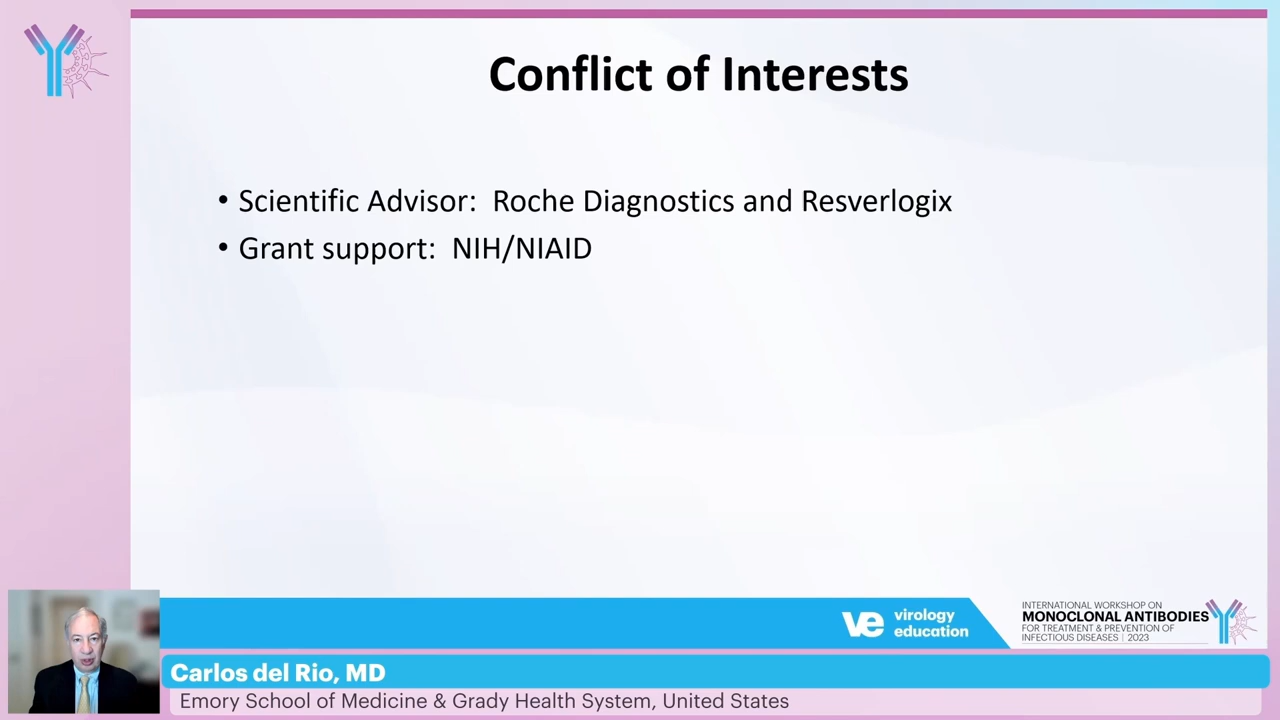 Conflict of Interests
• Scientific Advisor: Roche Diagnostics and Resverlogix
• Grant support: NIH/NIAID
ve virology
education
INTERNATIONAL WORKSHOP ON
MONOCLONAL ANTIBODIES
FOR TREATMENT & PREVENTION OF
INFECTIOUS DISEASES | 2023
Carlos del Rio, MD
Emory School of Medicine & Grady Health System, United States